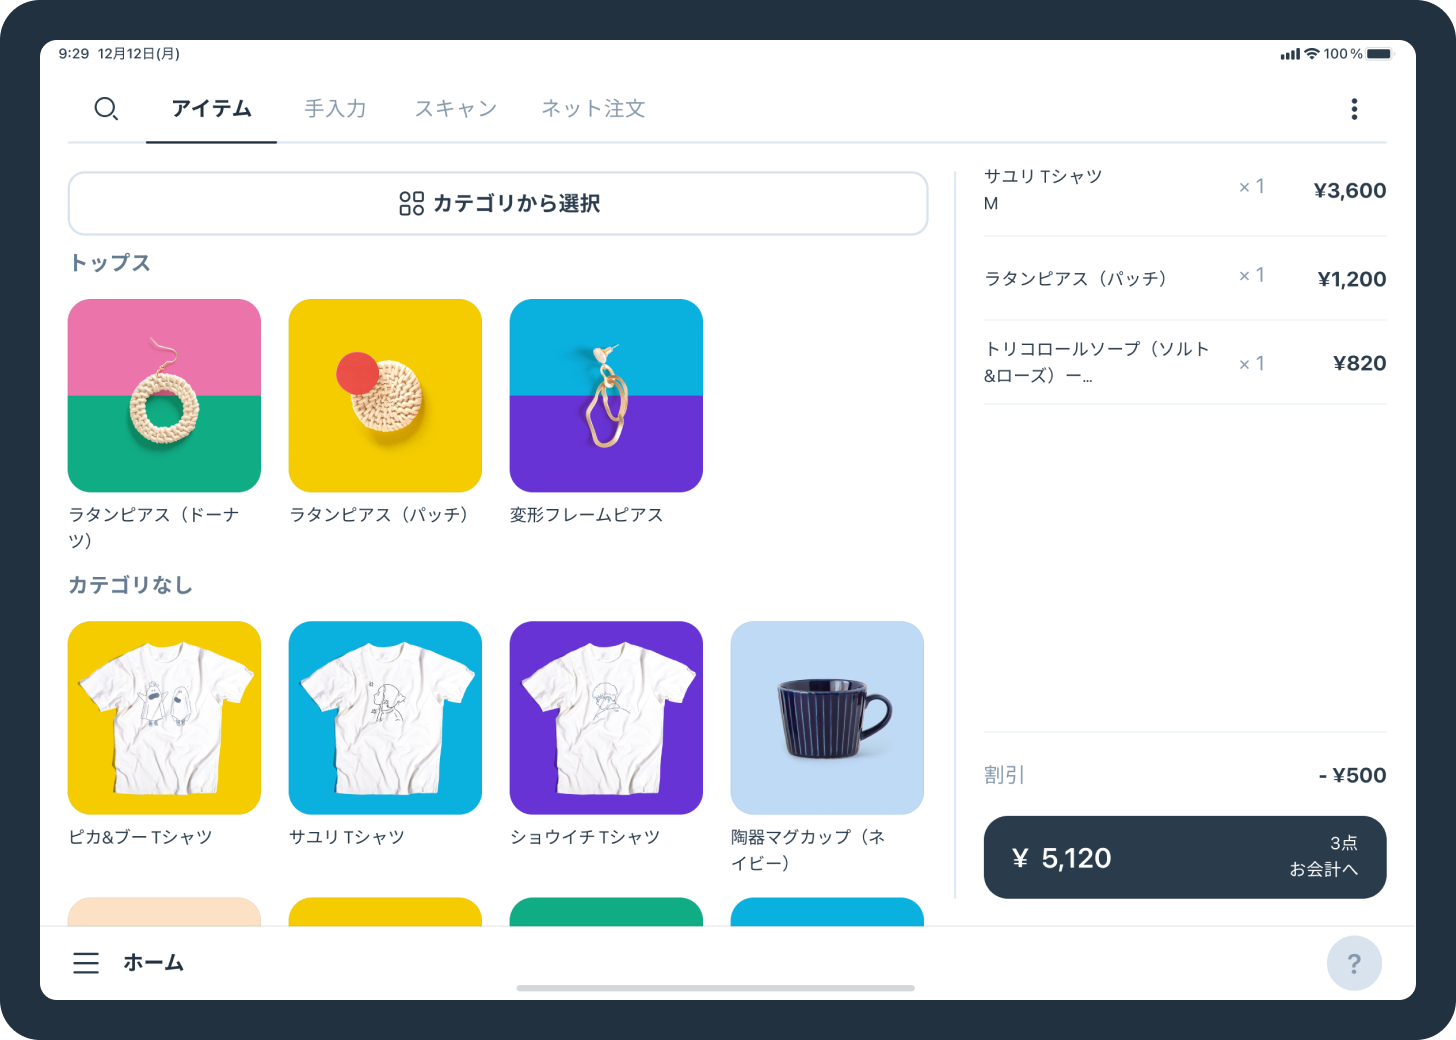 9:29 12月12日(月)
100 %
アイテム
手入力
スキャン
ネット注文
カテゴリから選択
トップス
ラタンピアス（ドーナ
ツ）
ラタンピアス（パッチ）
変形フレームピアス
カテゴリなし
ピカ&ブー Tシャツ
サユリ Tシャツ
ショウイチ Tシャツ
陶器マグカップ（ネ
イビー）
サユリ Tシャツ
M
× 1
¥3,600
ラタンピアス（パッチ）
× 1
¥1,200
トリコロールソープ（ソルト
&ローズ）ー...
× 1
¥820
割引
- ¥500
¥ 5,120
3点
お会計へ
ホーム
?